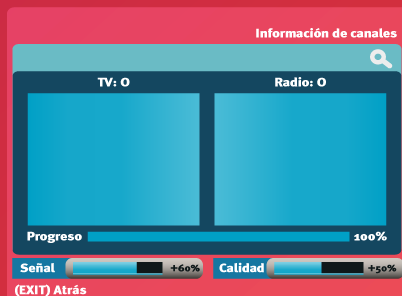 Información de canales
TV: 0 Radio: 0
Progreso 100%
Señal +60% Calidad +50%
(EXIT) Atrás